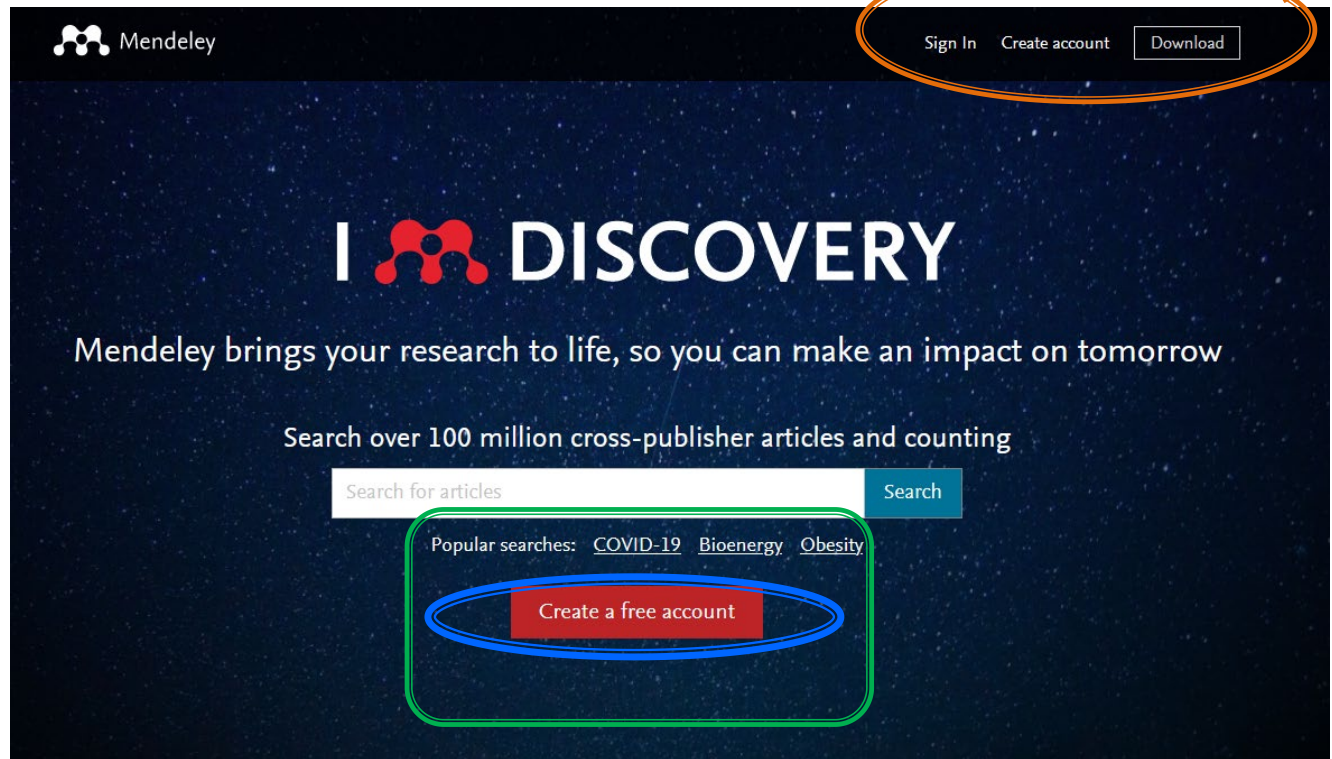 Mendeley
Sign In Create account Download
I DISCOVERY
Mendeley brings your research to life, so you can make an impact on tomorrow
Search over 100 million cross-publisher articles and counting
Search for articles Search
Popular searches: COVID-19 Bioenergy Obesity
Create a free account